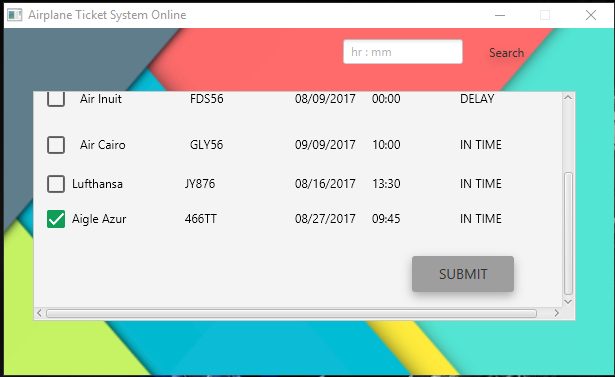 Airplane Ticket System Online
hr : mm Search
Air Inuit FDS56 08/09/2017 00:00 DELAY
Air Cairo GLY56 09/09/2017 10:00 IN TIME
Lufthansa JY876 08/16/2017 13:30 IN TIME
Aigle Azur 466TT 08/27/2017 09:45 IN TIME
SUBMIT